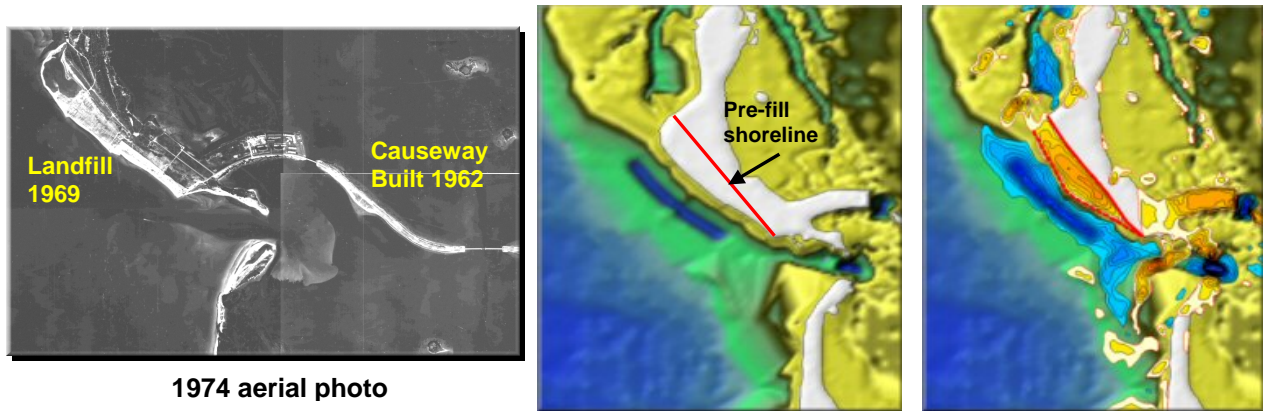 Landfill
1969
Causeway
Built 1962
1974 aerial photo
Pre-fill
shoreline